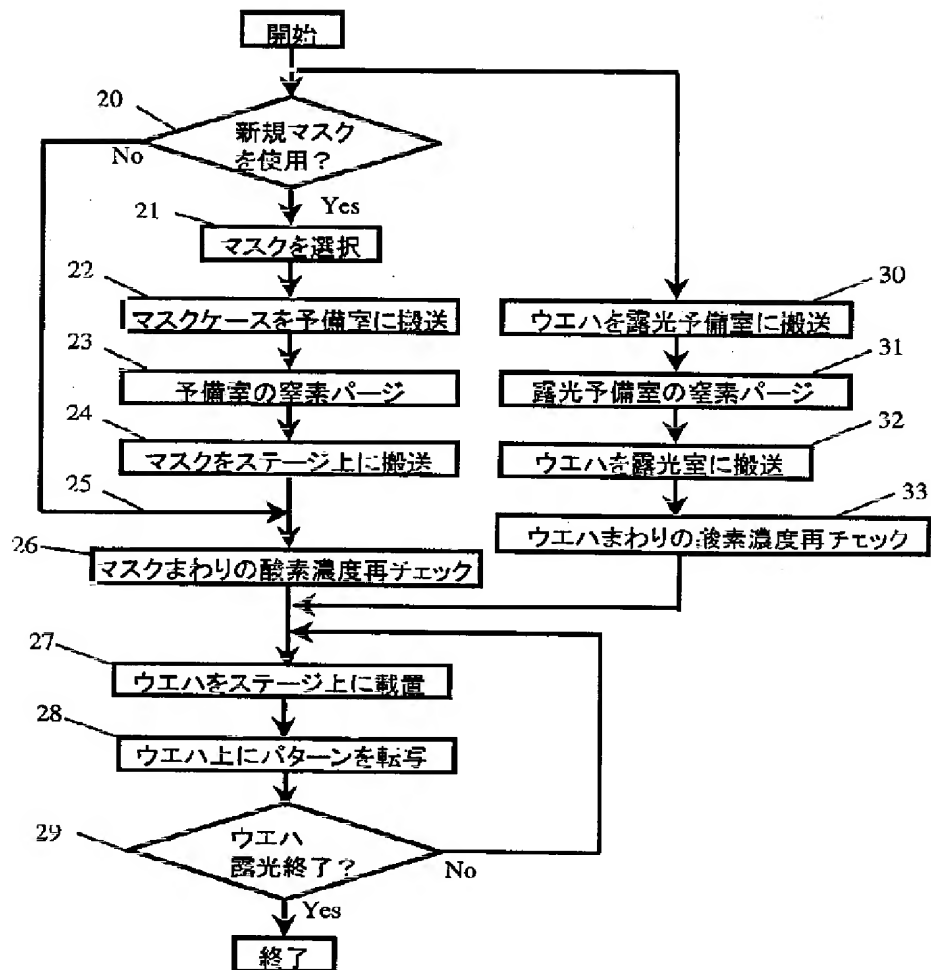 開始
20
新規マスク
を使用？
No
Yes
21
マスクを選択
22
マスクケースを予備室に搬送
23
予備室の窒素パージ
24
マスクをステージ上に搬送
25
26
マスクまわりの酸素濃度再チェック
30
ウエハを露光予備室に搬送
31
露光予備室の窒素パージ
32
ウエハを露光室に搬送
33
ウエハまわりの酸素濃度再チェック
27
ウエハをステージ上に載置
28
ウエハ上にパターンを転写
29
ウエハ
露光終了？
No
Yes
終了